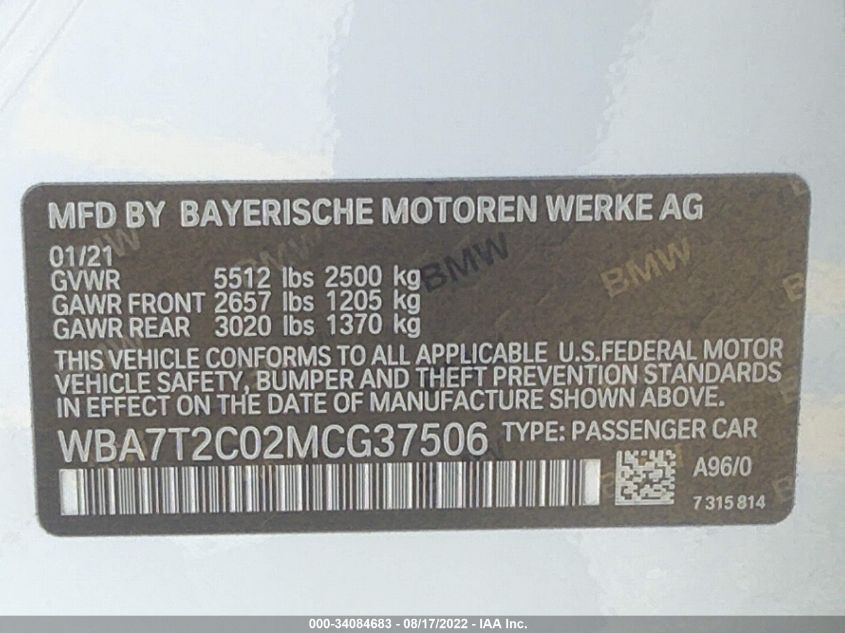 MFD BY BAYERISCHE MOTOREN WERKE AG
01/21
GVWR 5512 lbs 2500 kg
GAWR FRONT 2657 lbs 1205 kg
GAWR REAR 3020 lbs 1370 kg
BMW
BMW
THIS VEHICLE CONFORMS TO ALL APPLICABLE U.S.FEDERAL MOTOR
VEHICLE SAFETY, BUMPER AND THEFT PREVENTION STANDARDS
IN EFFECT ON THE DATE OF MANUFACTURE SHOWN ABOVE.
WBA7T2C02MCG37506 TYPE: PASSENGER CAR
A96/0
7 315 814
000-34084683 - 08/17/2022 - IAA Inc.